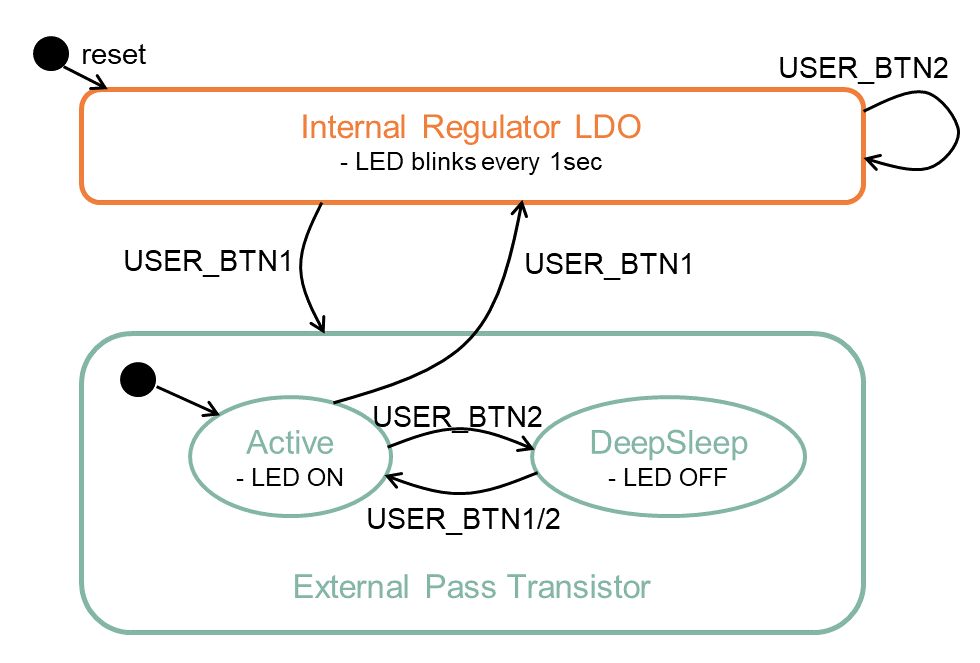 reset
USER_BTN2
Internal Regulator LDO
- LED blinks every 1sec
USER_BTN1
USER_BTN1
USER_BTN2
Active
- LED ON
DeepSleep
- LED OFF
USER_BTN1/2
External Pass Transistor